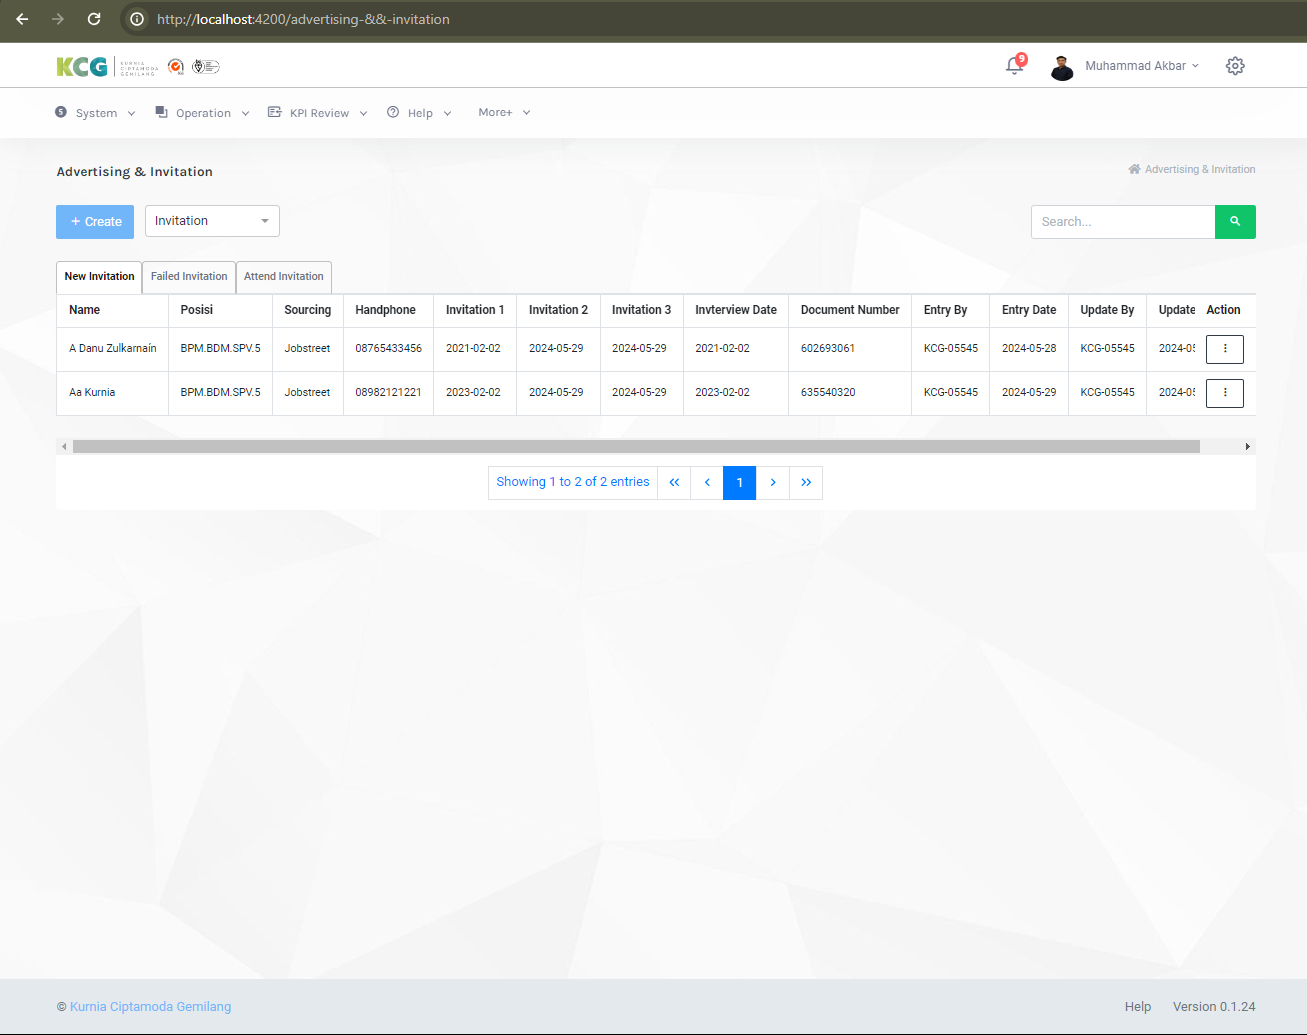 http://localhost:4200/advertising-&&-invitation
KCG KURNIA CIPTAMODA GEMILANG
9
Muhammad Akbar
System Operation KPI Review Help More+
Advertising & Invitation
Advertising & Invitation
+ Create
Invitation
Search...
New Invitation Failed Invitation Attend Invitation
Name Posisi Sourcing Handphone Invitation 1 Invitation 2 Invitation 3 Invterview Date Document Number Entry By Entry Date Update By Update Action
A Danu Zulkarnaín BPM.BDM.SPV.5 Jobstreet 08765433456 2021-02-02 2024-05-29 2024-05-29 2021-02-02 602693061 KCG-05545 2024-05-28 KCG-05545 2024-05
Aa Kurnia BPM.BDM.SPV.5 Jobstreet 08982121221 2023-02-02 2024-05-29 2024-05-29 2023-02-02 635540320 KCG-05545 2024-05-29 KCG-05545 2024-05
Showing 1 to 2 of 2 entries « ‹ 1 › »
© Kurnia Ciptamoda Gemilang
Help Version 0.1.24